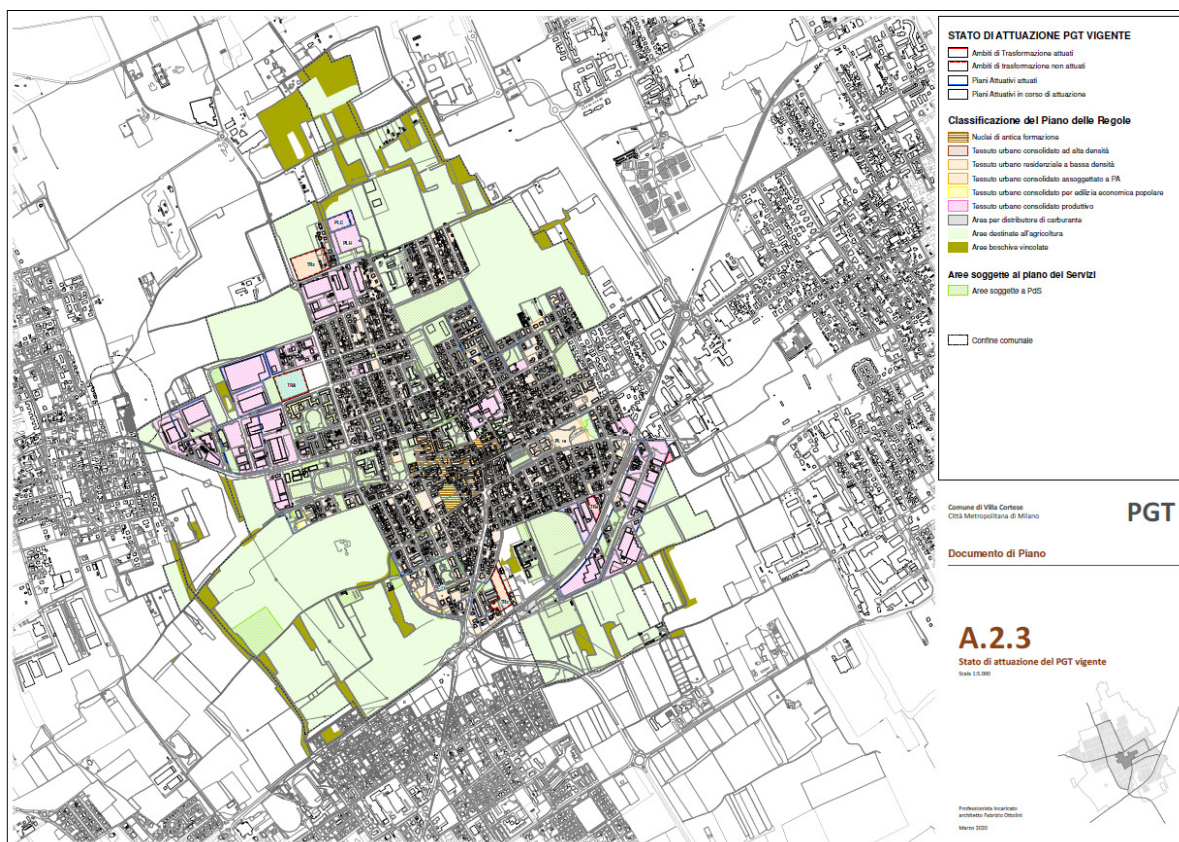 STATO DI ATTUAZIONE PGT VIGENTE
Ambiti di Trasformazione attuati
Ambiti di trasformazione non attuati
Piani Attuativi attuati
Piani Attuativi in corso di attuazione
Classificazione del Piano delle Regole
Nuclei di antica formazione
Tessuto urbano consolidato ad alta densità
Tessuto urbano residenziale a bassa densità
Tessuto urbano consolidato assoggettato a PA
Tessuto urbano consolidato per edilizia economica popolare
Tessuto urbano consolidato produttivo
Area per distributore di carburante
Aree destinate all'agricoltura
Aree boschive vincolate
Aree soggette al piano dei Servizi
Aree soggette a PdS
Confine comunale
Comune di Villa Cortese
Città Metropolitana di Milano
PGT
Documento di Piano
A.2.3
Stato di attuazione del PGT vigente
Scala 1:5.000
Professionista incaricato
architetto Fabrizio Ottolini
Marzo 2020